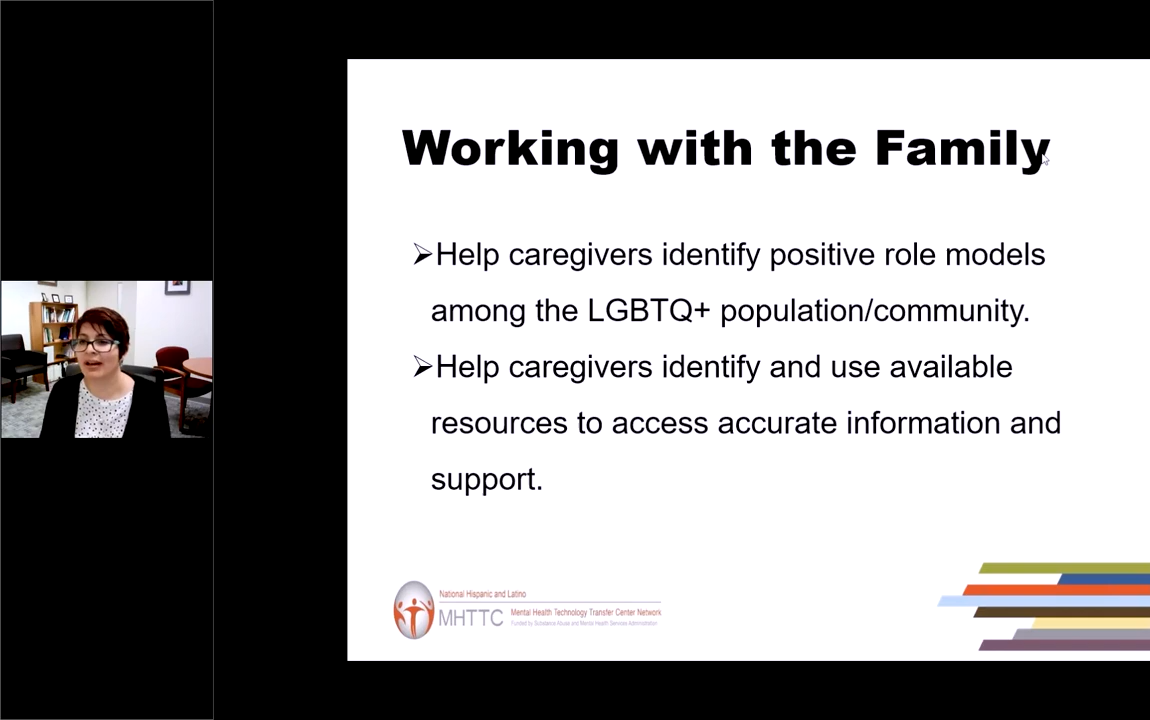 Working with the Family
➢Help caregivers identify positive role models
among the LGBTQ+ population/community.
➢Help caregivers identify and use available
resources to access accurate information and
support.
National Hispanic and Latino
MHTTC
Mental Health Technology Transfer Center Network
Funded by Substance Abuse and Mental Health Services Administration